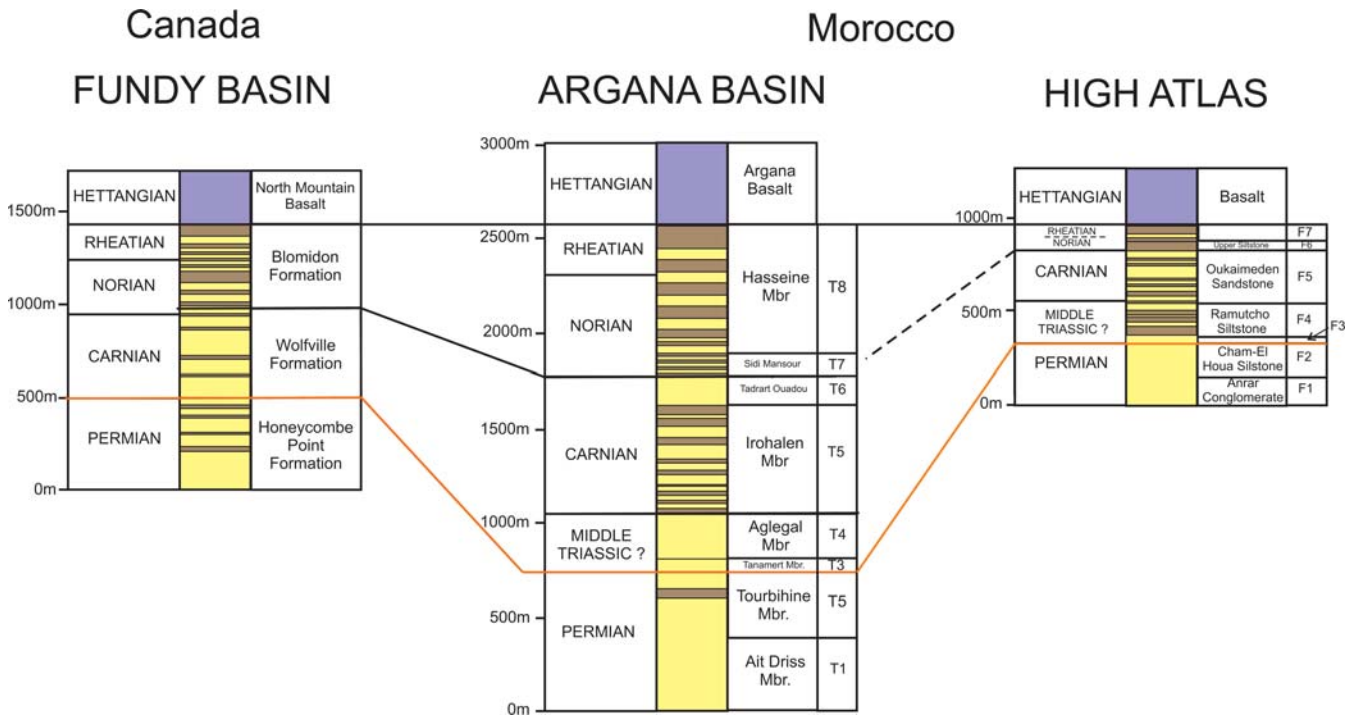 Canada
Morocco
FUNDY BASIN
ARGANA BASIN
HIGH ATLAS
1500m
1000m
500m
0m
HETTANGIAN
RHEATIAN
NORIAN
CARNIAN
PERMIAN
North Mountain
Basalt
Blomidon
Formation
Wolfville
Formation
Honeycombe
Point
Formation
3000m
2500m
2000m
1500m
1000m
500m
0m
HETTANGIAN
RHEATIAN
NORIAN
CARNIAN
MIDDLE
TRIASSIC ?
PERMIAN
Argana
Basalt
Hasseine
Mbr
T8
Sidi Mansour
T7
Tadrart Ouadou
T6
Irohalen
Mbr
T5
Aglegal
Mbr
T4
Tanamert Mbr.
T3
Tourbihine
Mbr.
T5
Ait Driss
Mbr.
T1
1000m
500m
0m
HETTANGIAN
RHEATIAN
NORIAN
CARNIAN
MIDDLE
TRIASSIC ?
PERMIAN
Basalt
F7
Upper Siltstone
F6
Oukaimeden
Sandstone
F5
Ramutcho
Siltstone
F4
F3
Cham-El
Houa Silstone
F2
Anrar
Conglomerate
F1